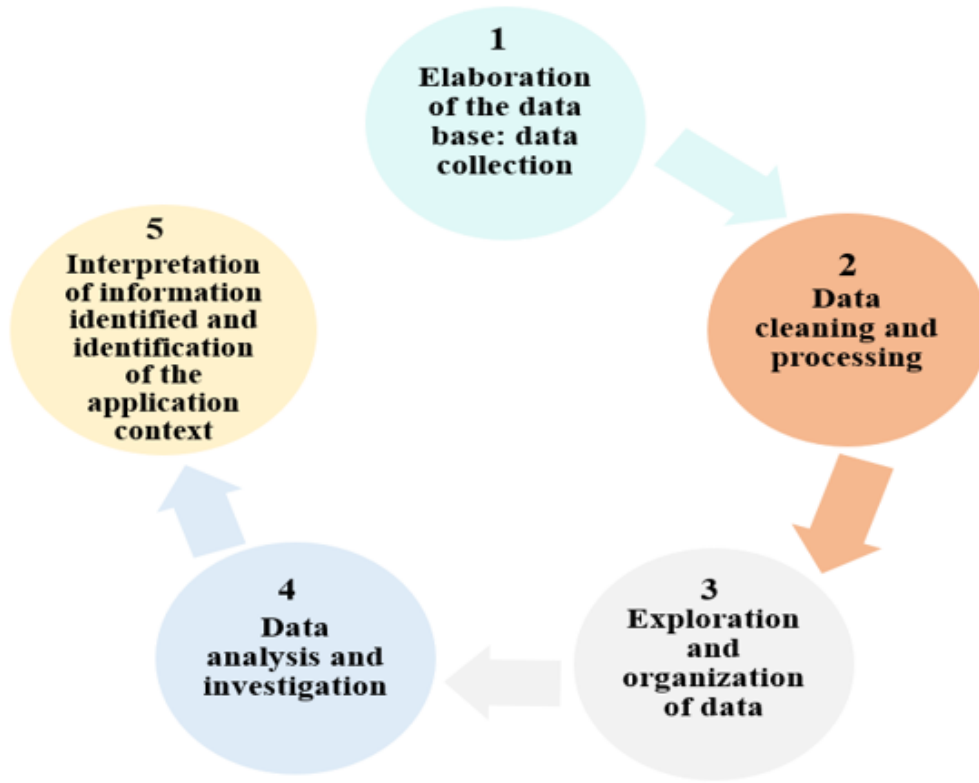 1
Elaboration
of the data
base: data
collection
2
Data
cleaning and
processing
3
Exploration
and
organization
of data
4
Data
analysis and
investigation
5
Interpretation
of information
identified and
identification
of the
application
context